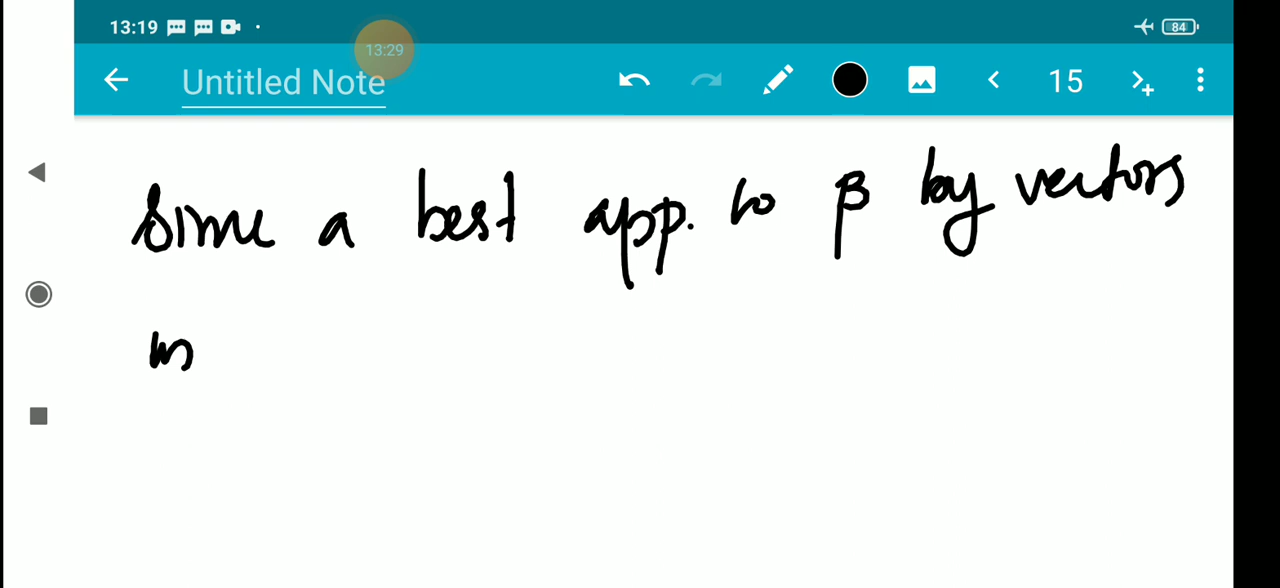 13:19 84
13:29
Untitled Note 15
Since a best app. to β by vectors
in